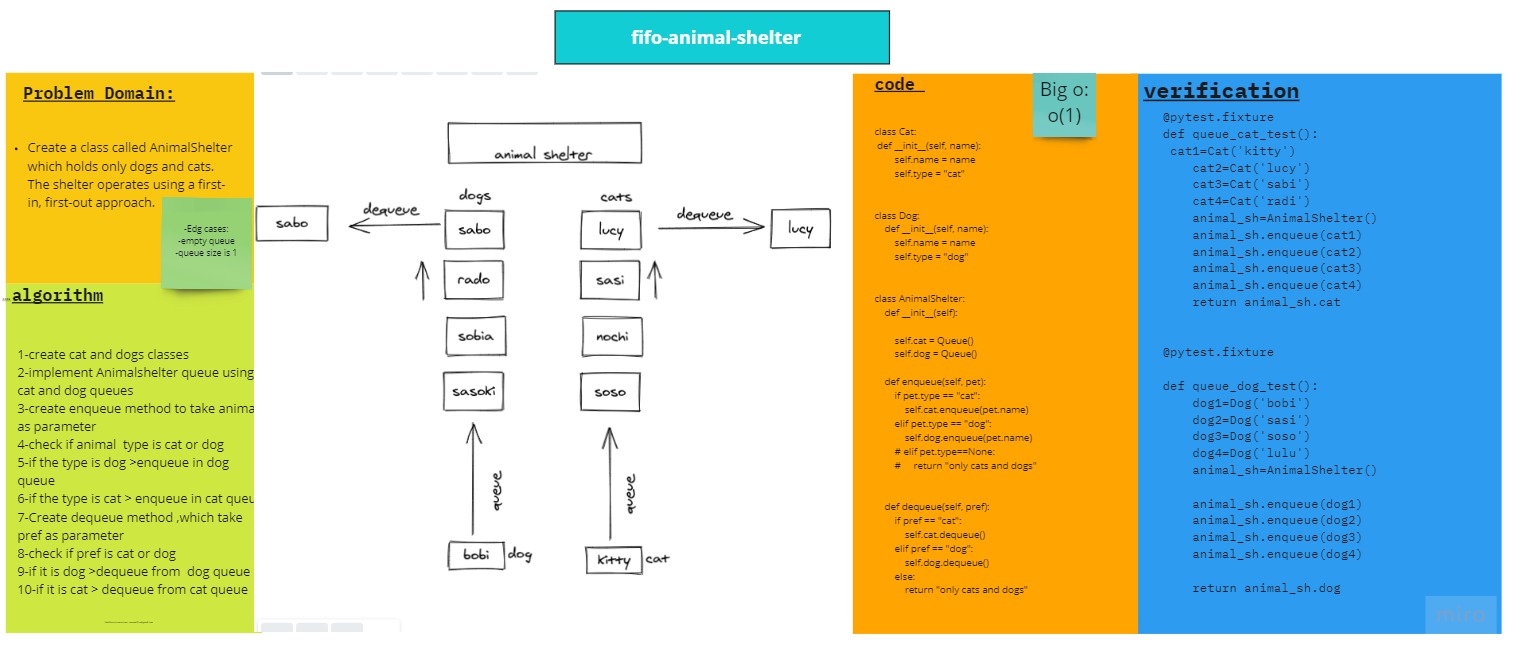 fifo-animal-shelter
Problem Domain:
• Create a class called AnimalShelter
which holds only dogs and cats.
The shelter operates using a first-
in, first-out approach.
-Edg cases:
-empty queue
-queue size is 1
algorithm
1-create cat and dogs classes
2-implement Animalshelter queue using
cat and dog queues
3-create enqueue method to take anima
as parameter
4-check if animal type is cat or dog
5-if the type is dog >enqueue in dog
queue
6-if the type is cat > enqueue in cat queu
7-Create dequeue method ,which take
pref as parameter
8-check if pref is cat or dog
9-if it is dog >dequeue from dog queue
10-if it is cat > dequeue from cat queue
animal shelter
dogs
cats
sabo
dequeue
sabo
lucy
dequeue
lucy
rado
sasi
sobia
nochi
sasoki
soso
queue
queue
bobi
dog
kitty
cat
code
Big o:
o(1)
class Cat:
def __init__(self, name):
self.name = name
self.type = "cat"
class Dog:
def __init__(self, name):
self.name = name
self.type = "dog"
class AnimalShelter:
def __init__(self):
self.cat = Queue()
self.dog = Queue()
def enqueue(self, pet):
if pet.type == "cat":
self.cat.enqueue(pet.name)
elif pet.type == "dog":
self.dog.enqueue(pet.name)
# elif pet.type==None:
# return "only cats and dogs"
def dequeue(self, pref):
if pref == "cat":
self.cat.dequeue()
elif pref == "dog":
self.dog.dequeue()
else:
return "only cats and dogs"
verification
@pytest.fixture
def queue_cat_test():
cat1=Cat('kitty')
cat2=Cat('lucy')
cat3=Cat('sabi')
cat4=Cat('radi')
animal_sh=AnimalShelter()
animal_sh.enqueue(cat1)
animal_sh.enqueue(cat2)
animal_sh.enqueue(cat3)
animal_sh.enqueue(cat4)
return animal_sh.cat
@pytest.fixture
def queue_dog_test():
dog1=Dog('bobi')
dog2=Dog('sasi')
dog3=Dog('soso')
dog4=Dog('lulu')
animal_sh=AnimalShelter()
animal_sh.enqueue(dog1)
animal_sh.enqueue(dog2)
animal_sh.enqueue(dog3)
animal_sh.enqueue(dog4)
return animal_sh.dog
miro